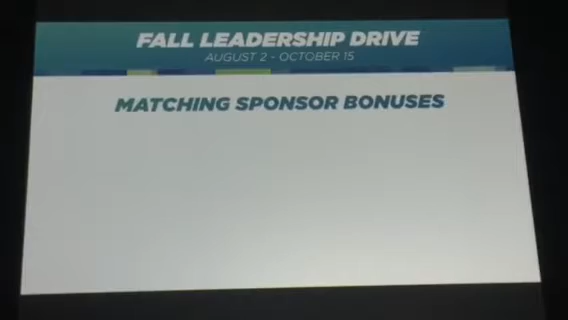 FALL LEADERSHIP DRIVE
AUGUST 2 - OCTOBER 15
MATCHING SPONSOR BONUSES